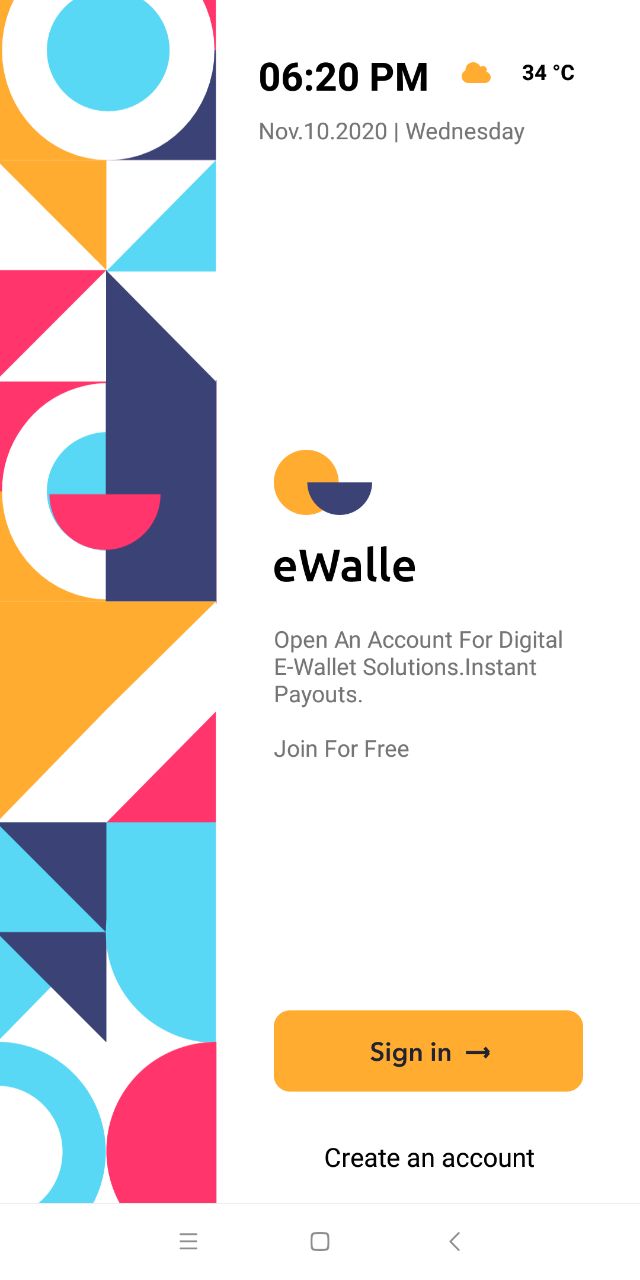 06:20 PM 34 °C
Nov.10.2020 | Wednesday
eWalle
Open An Account For Digital
E-Wallet Solutions.Instant
Payouts.
Join For Free
Sign in →
Create an account